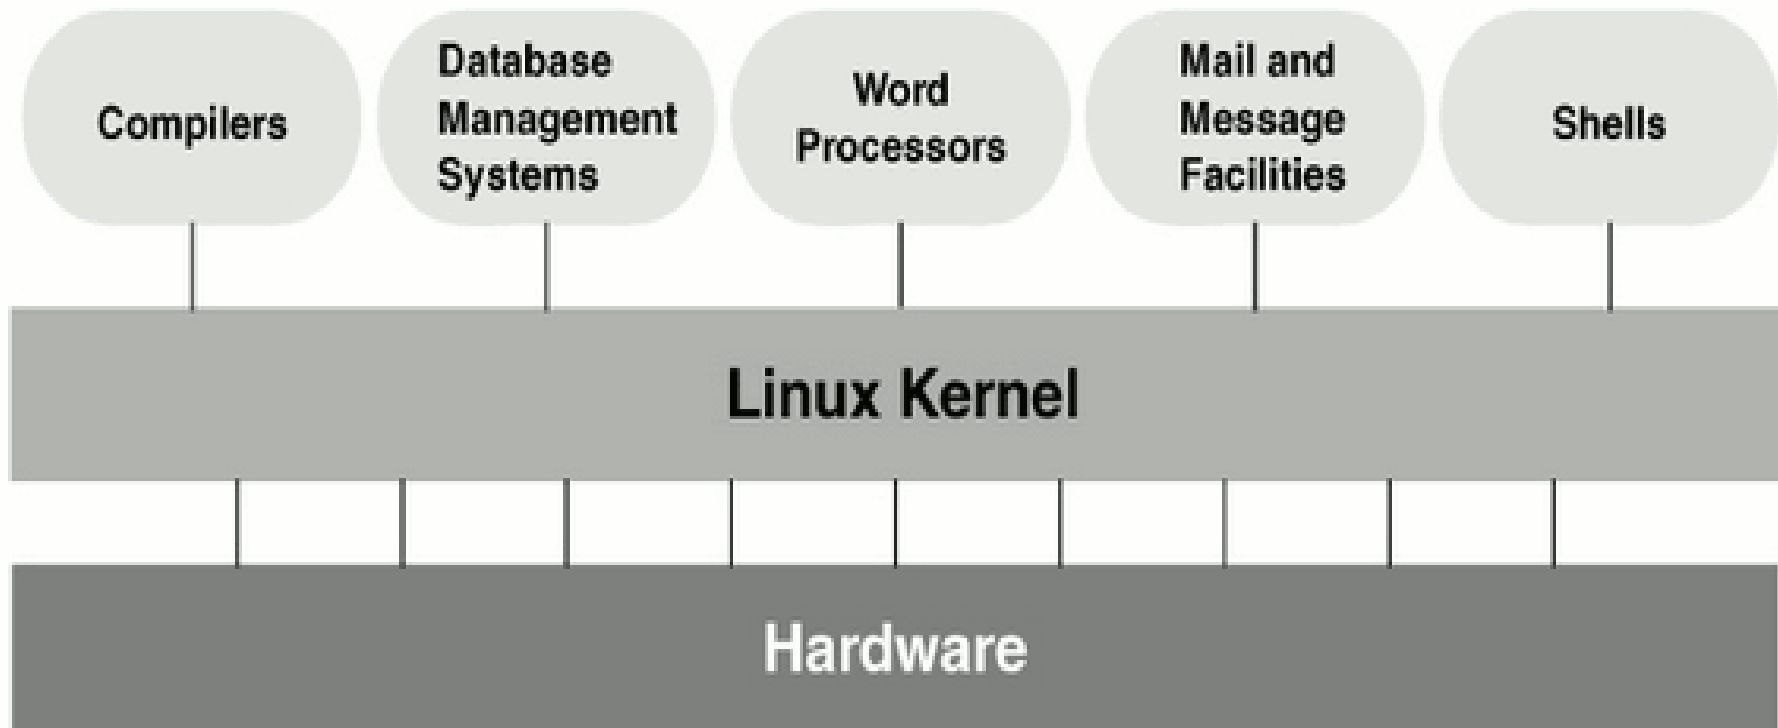 Compilers
Database
Management
Systems
Word
Processors
Mail and
Message
Facilities
Shells
Linux Kernel
Hardware